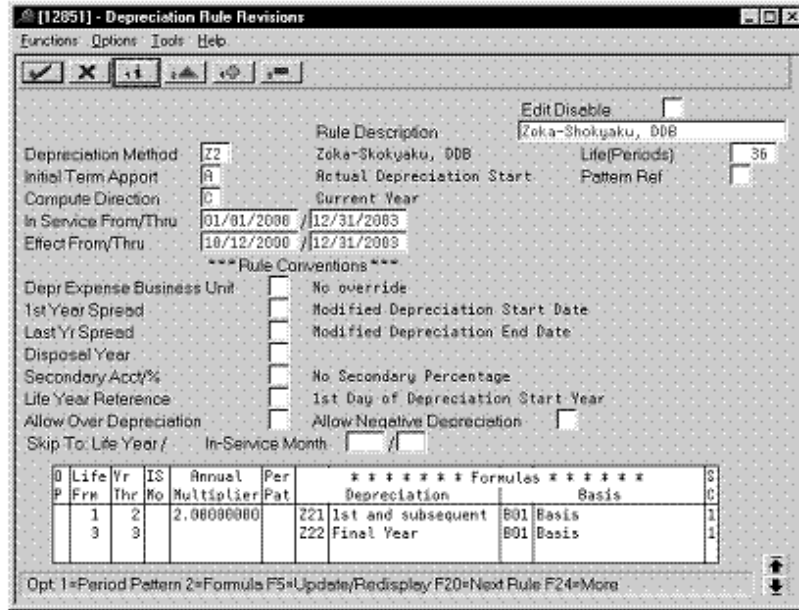 [12851] - Depreciation Rule Revisions
Functions Options Tools Help
Edit Disable
Rule Description Zoka-Shokyaku, DDB
Depreciation Method Z2 Zoka-Skokyaku, DDB Life(Periods) 36
Initial Term Apport A Actual Depreciation Start Pattern Ref
Compute Direction C Current Year
In Service From/Thru 01/01/2000 / 12/31/2003
Effect From/Thru 10/12/2000 / 12/31/2003
*** Rule Conventions ***
Depr Expense Business Unit No override
1st Year Spread Modified Depreciation Start Date
Last Yr Spread Modified Depreciation End Date
Disposal Year
Secondary Acct/% No Secondary Percentage
Life Year Reference 1st Day of Depreciation Start Year
Allow Over Depreciation Allow Negative Depreciation
Skip To: Life Year / In-Service Month /
O Life Yr IS Annual Per * * * * * * * Formulas * * * * * * S
P Frm Thr Mo Multiplier Pat Depreciation Basis C
1 2 2.00000000 Z21 1st and subsequent B01 Basis 1
3 3 Z22 Final Year B01 Basis 1
Opt: 1=Period Pattern 2=Formula F5=Update/Redisplay F20=Next Rule F24=More